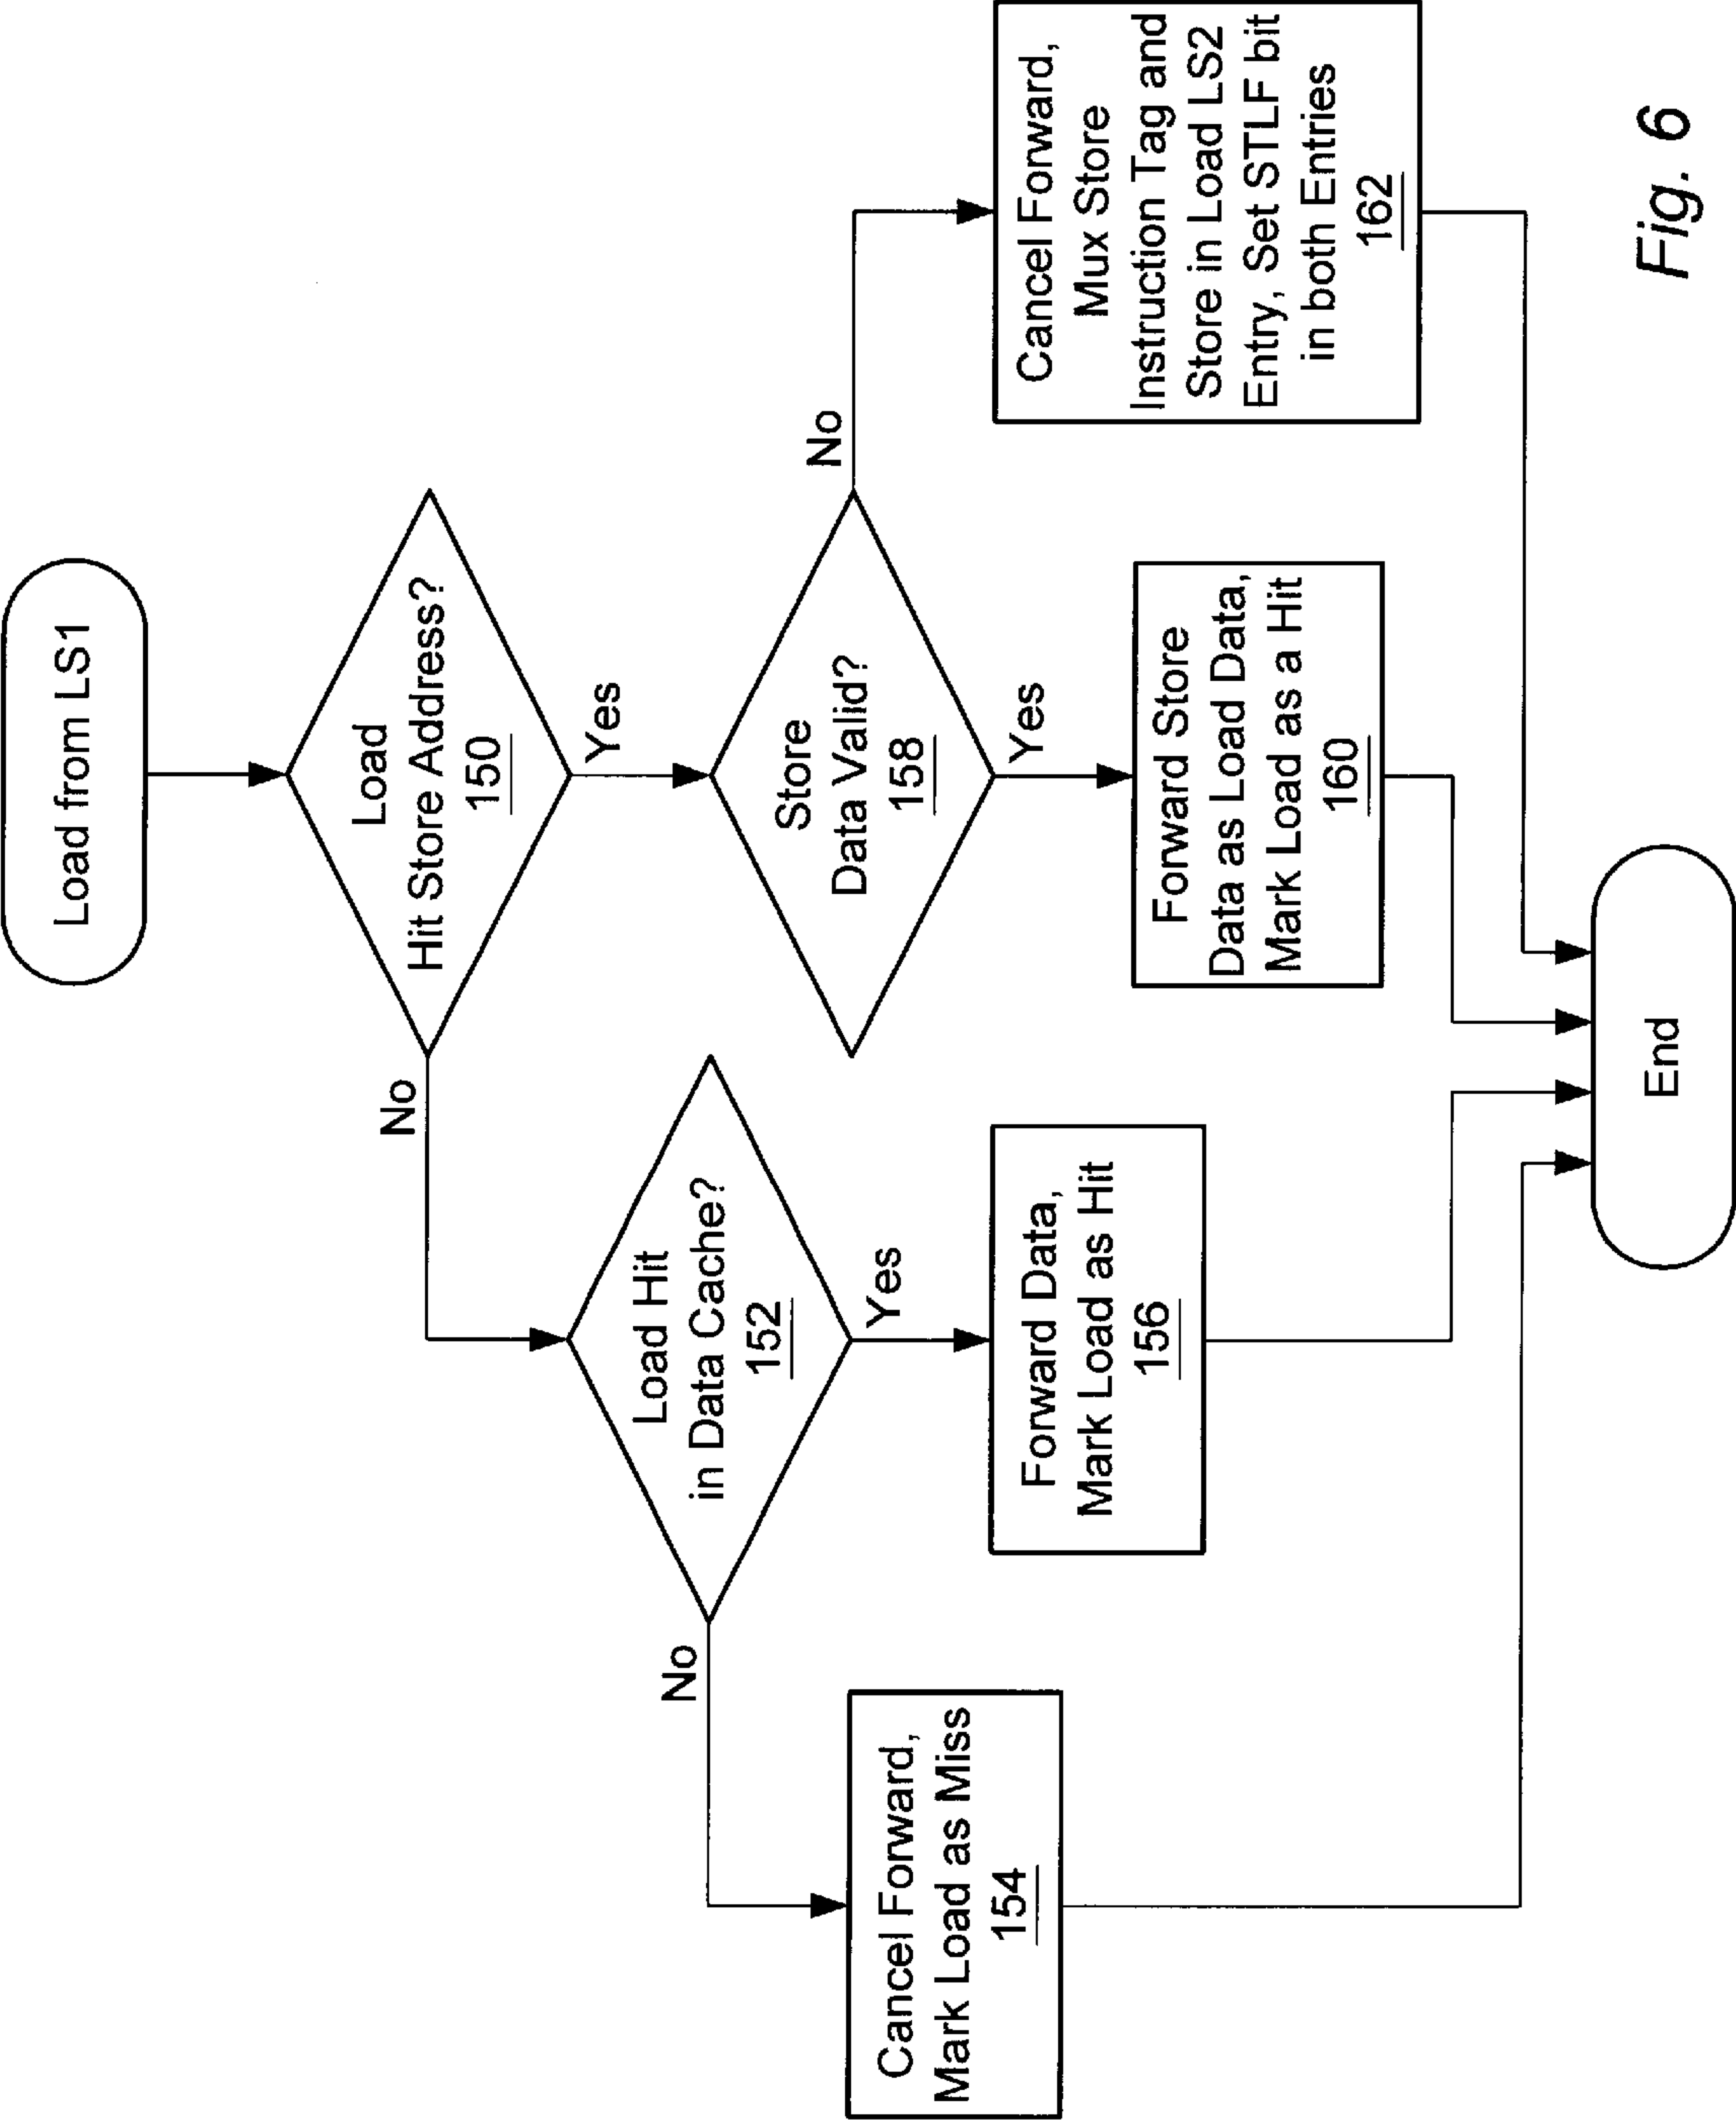 Load from LS1
Load
Hit Store Address?
150
No
Yes
Load Hit
in Data Cache?
152
Store
Data Valid?
158
No
Yes
Yes
No
Cancel Forward,
Mark Load as Miss
154
Forward Data,
Mark Load as Hit
156
Forward Store
Data as Load Data,
Mark Load as a Hit
160
Cancel Forward,
Mux Store
Instruction Tag and
Store in Load LS2
Entry, Set STLF bit
in both Entries
162
End
Fig. 6